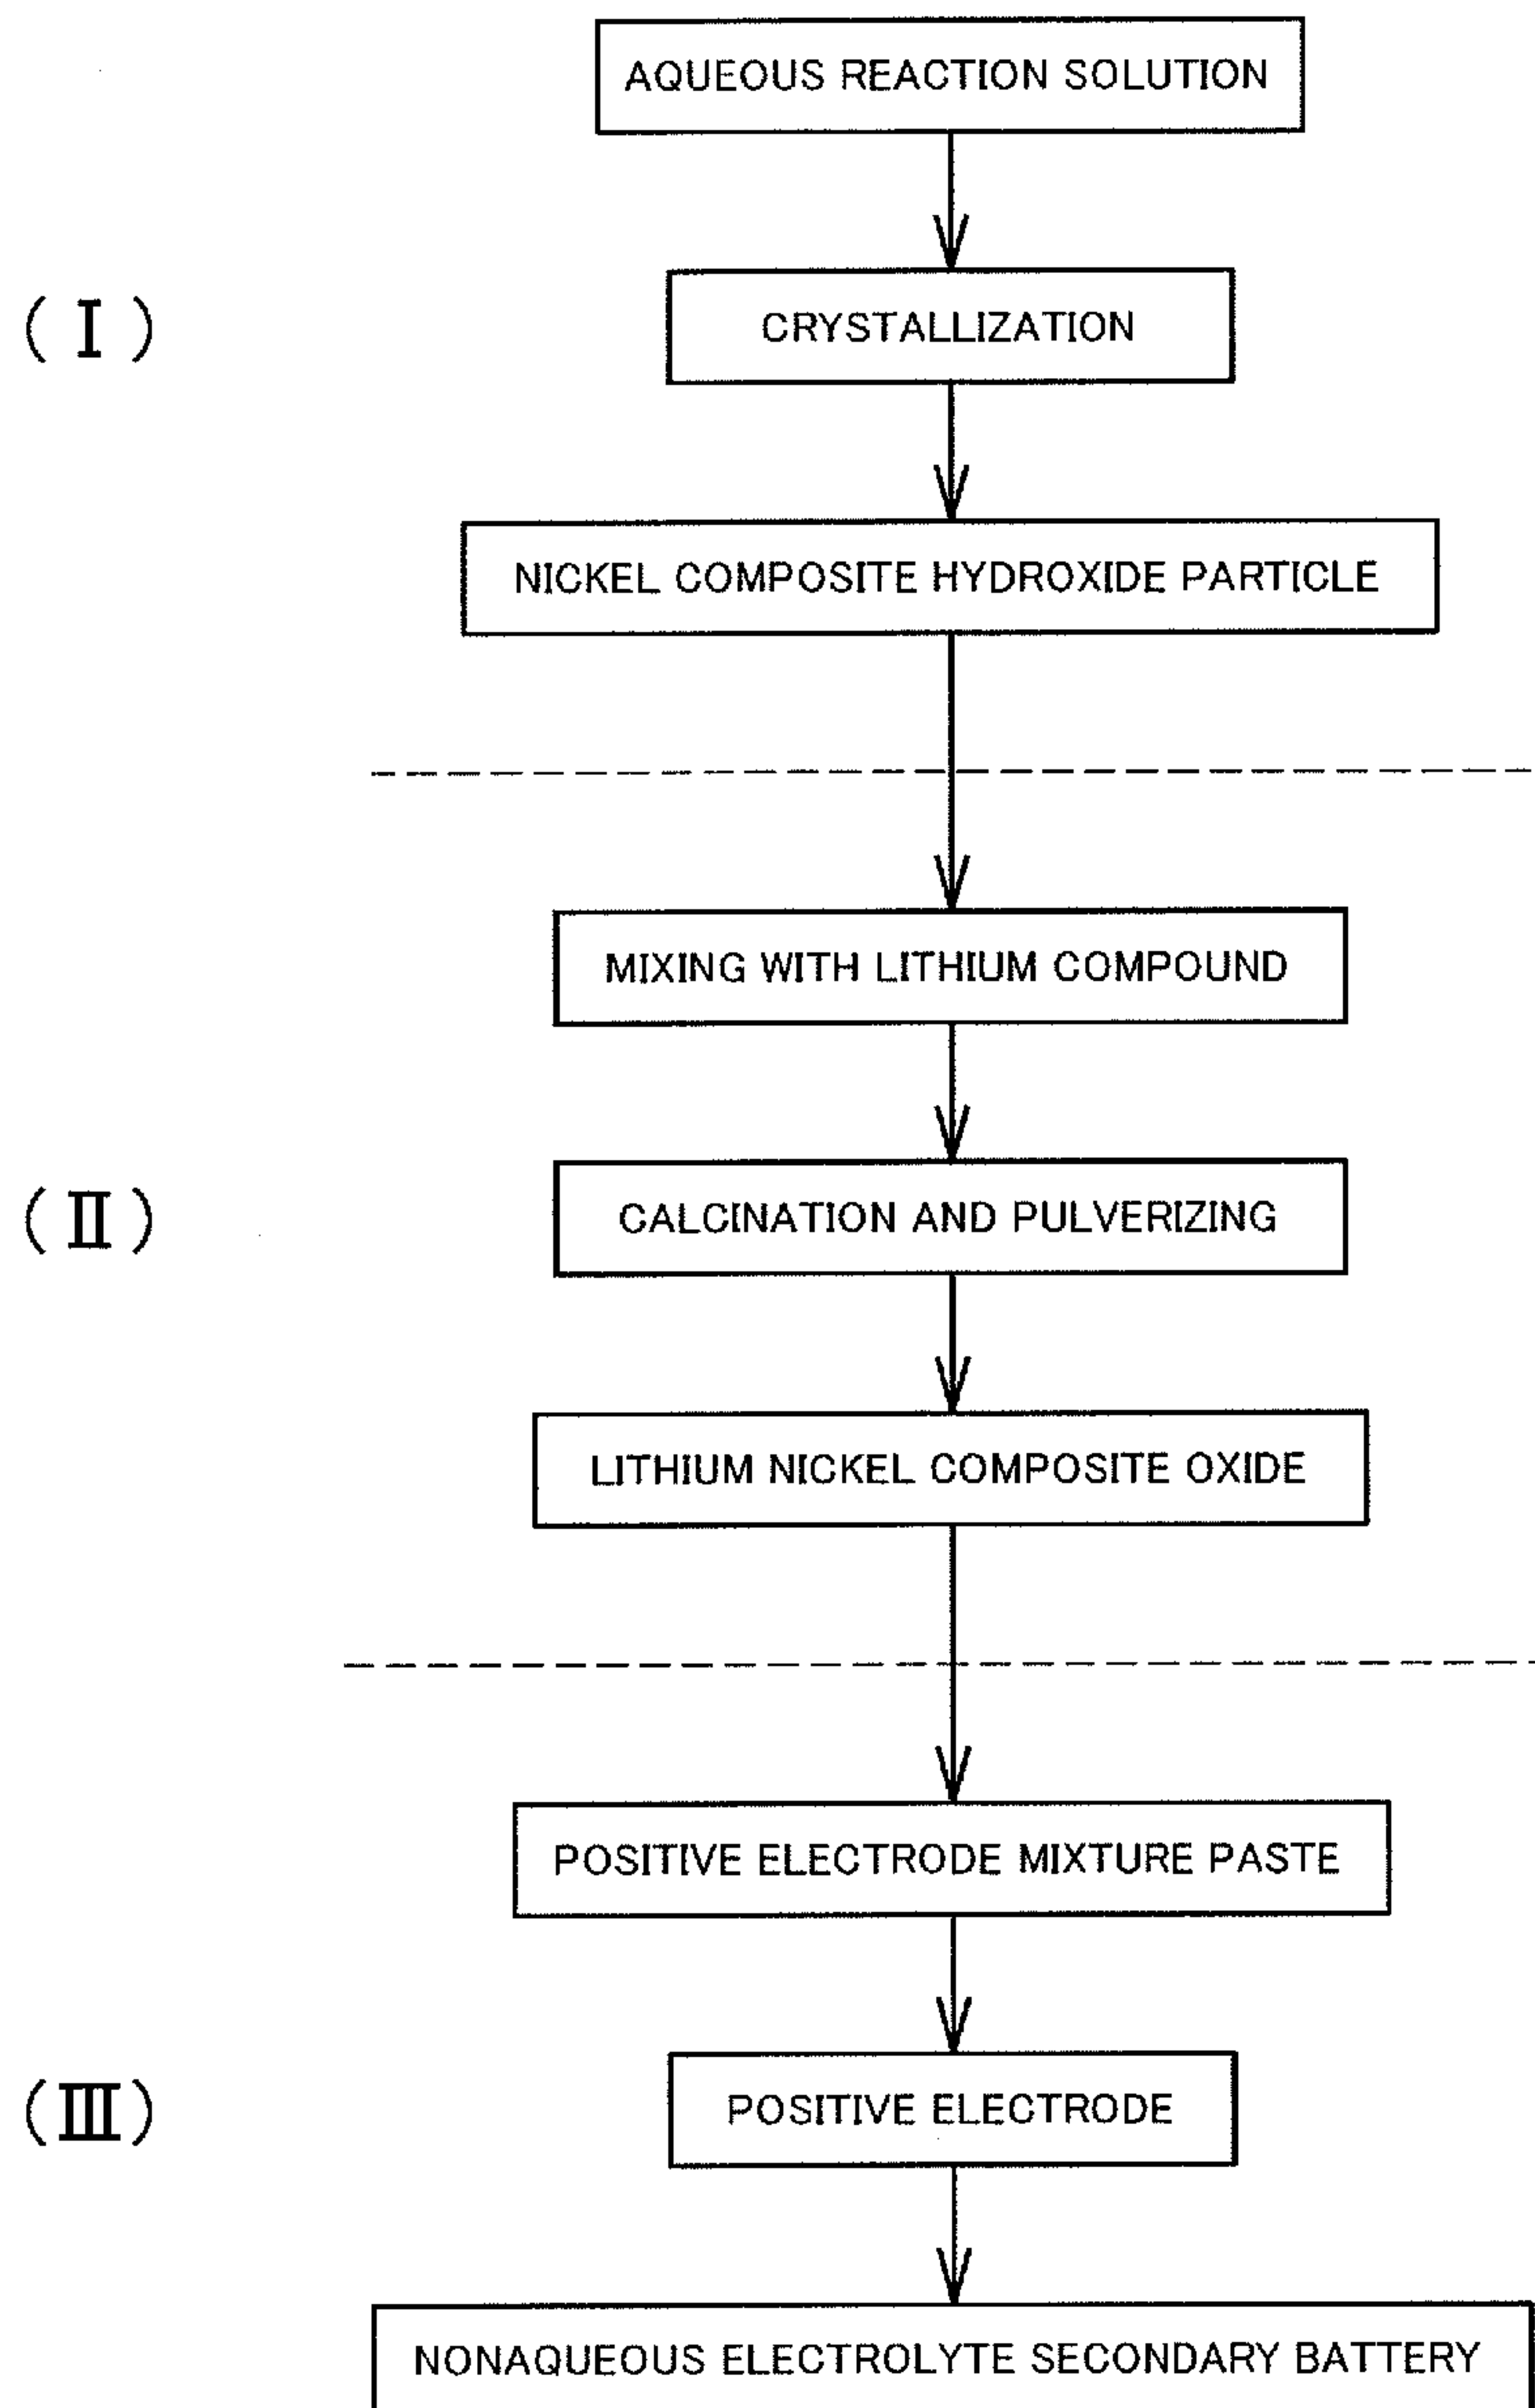 AQUEOUS REACTION SOLUTION
(Ⅰ)
CRYSTALLIZATION
NICKEL COMPOSITE HYDROXIDE PARTICLE
MIXING WITH LITHIUM COMPOUND
(Ⅱ)
CALCINATION AND PULVERIZING
LITHIUM NICKEL COMPOSITE OXIDE
POSITIVE ELECTRODE MIXTURE PASTE
(Ⅲ)
POSITIVE ELECTRODE
NONAQUEOUS ELECTROLYTE SECONDARY BATTERY